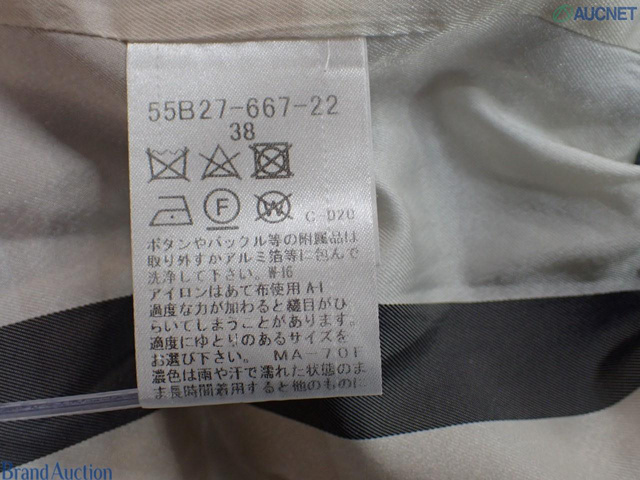 AUCNET
55B27-667-22
38
F
W
C-D20
ボタンやバックル等の附属品は
取り外すかアルミ箔等に包んで
洗浄して下さい。W-16
アイロンはあて布使用 A-1
過度な力が加わると縫目がひ
らいてしまうことがあります。
適度にゆとりのあるサイズを
お選び下さい。 MA-70F
濃色は雨や汗で濡れた状態のま
ま長時間着用すると他のものに
Brand Auction